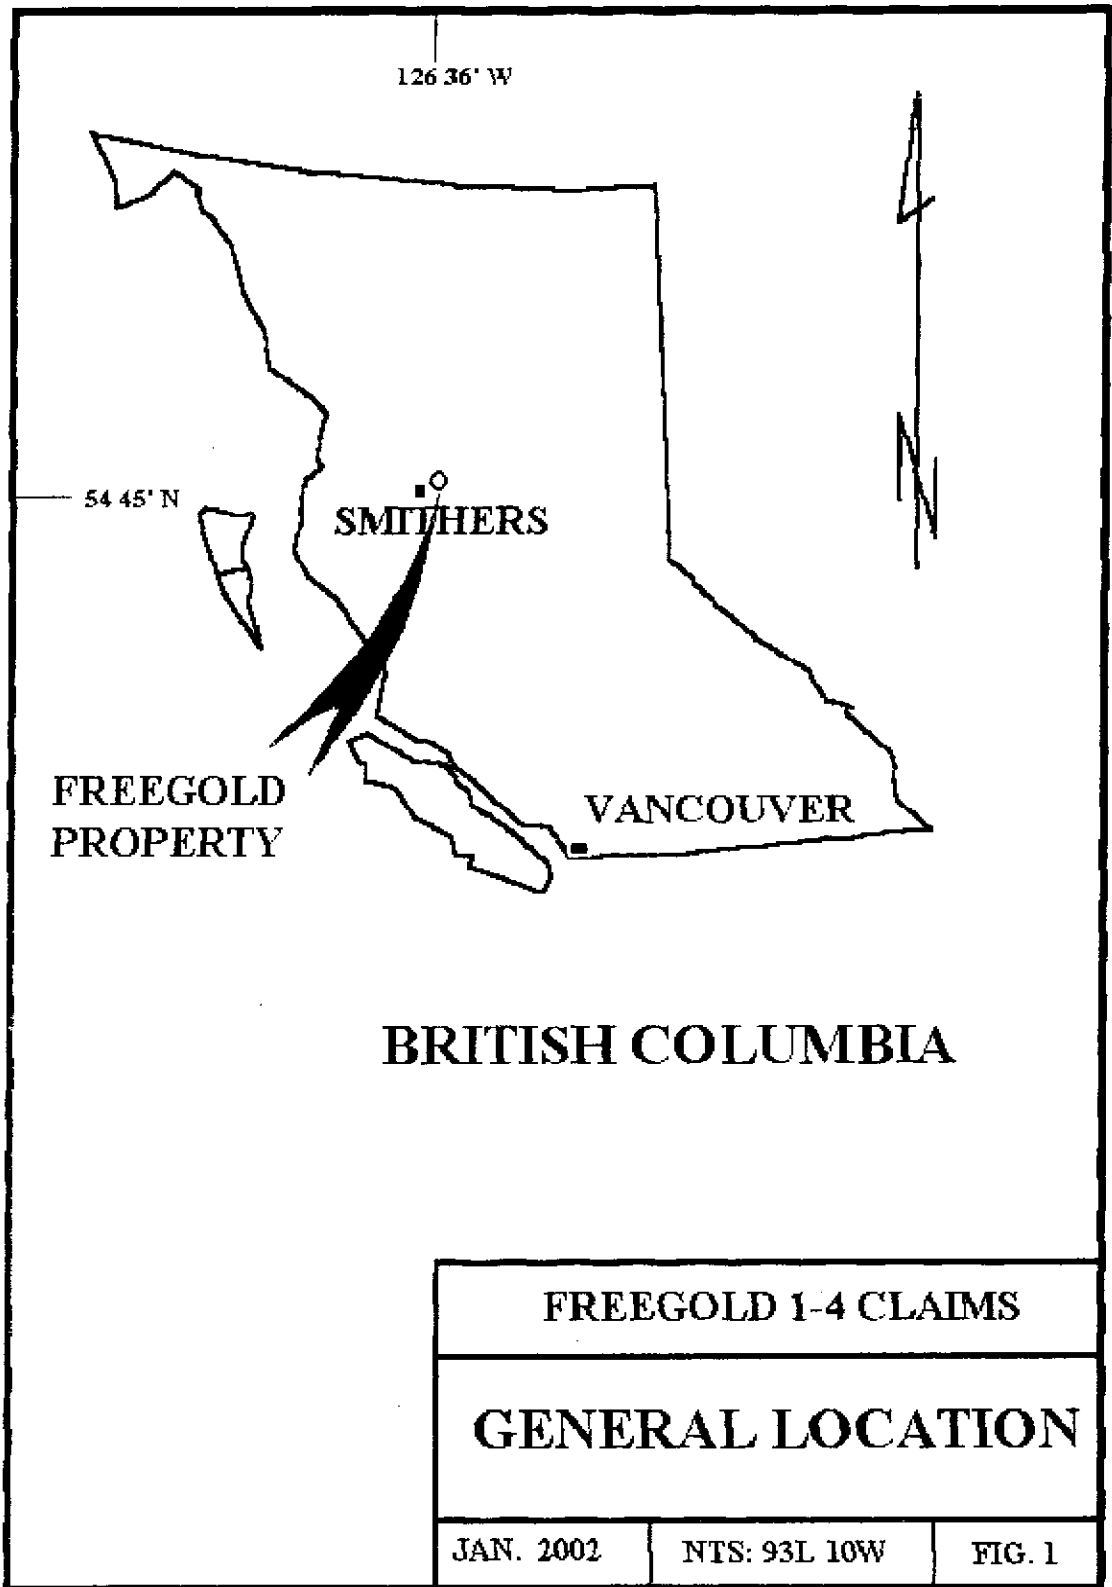 126 36' W
54 45' N
SMITHERS
FREEGOLD
PROPERTY
VANCOUVER
BRITISH COLUMBIA
FREEGOLD 1-4 CLAIMS
GENERAL LOCATION
JAN. 2002
NTS: 93L 10W
FIG. 1
N